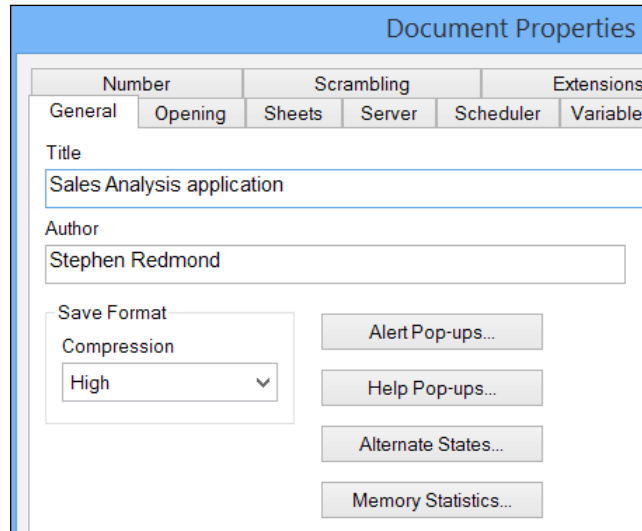 Document Properties
Number Scrambling Extensions
General Opening Sheets Server Scheduler Variable
Title
Sales Analysis application
Author
Stephen Redmond
Save Format
Compression
High
Alert Pop-ups...
Help Pop-ups...
Alternate States...
Memory Statistics...